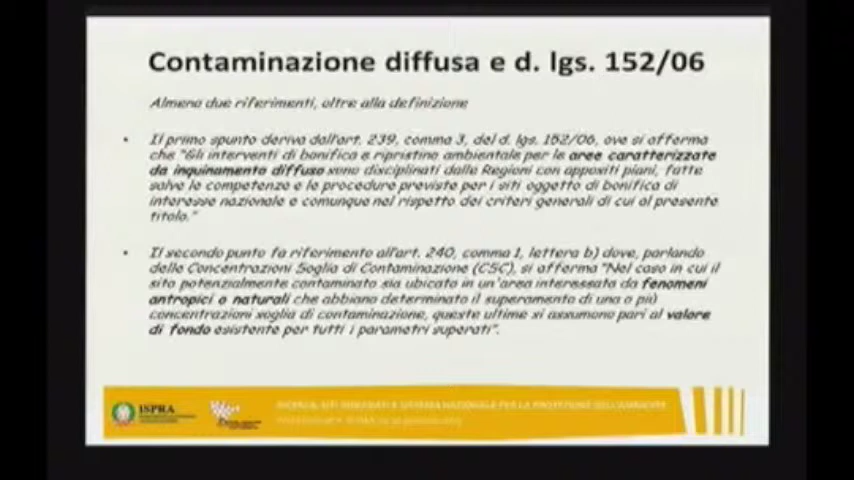 Contaminazione diffusa e d. lgs. 152/06
Almeno due riferimenti, oltre alla definizione
• Il primo spunto deriva dall'art. 239, comma 3, del d. lgs. 152/06, ove si afferma
che "Gli interventi di bonifica e ripristino ambientale per le aree caratterizzate
da inquinamento diffuso sono disciplinati dalle Regioni con appositi piani, fatte
salve le competenze e le procedure previste per i siti oggetto di bonifica di
interesse nazionale e comunque nel rispetto dei criteri generali di cui al presente
titolo."
• Il secondo punto fa riferimento all'art. 240, comma 1, lettera b) dove, parlando
delle Concentrazioni Soglia di Contaminazione (CSC), si afferma "Nel caso in cui il
sito potenzialmente contaminato sia ubicato in un'area interessata da fenomeni
antropici o naturali che abbiano determinato il superamento di una o più
concentrazioni soglia di contaminazione, queste ultime si assumono pari al valore
di fondo esistente per tutti i parametri superati".
ISPRA
NAZIONALE PER LA PROTEZIONE DELL'AMBIENTE